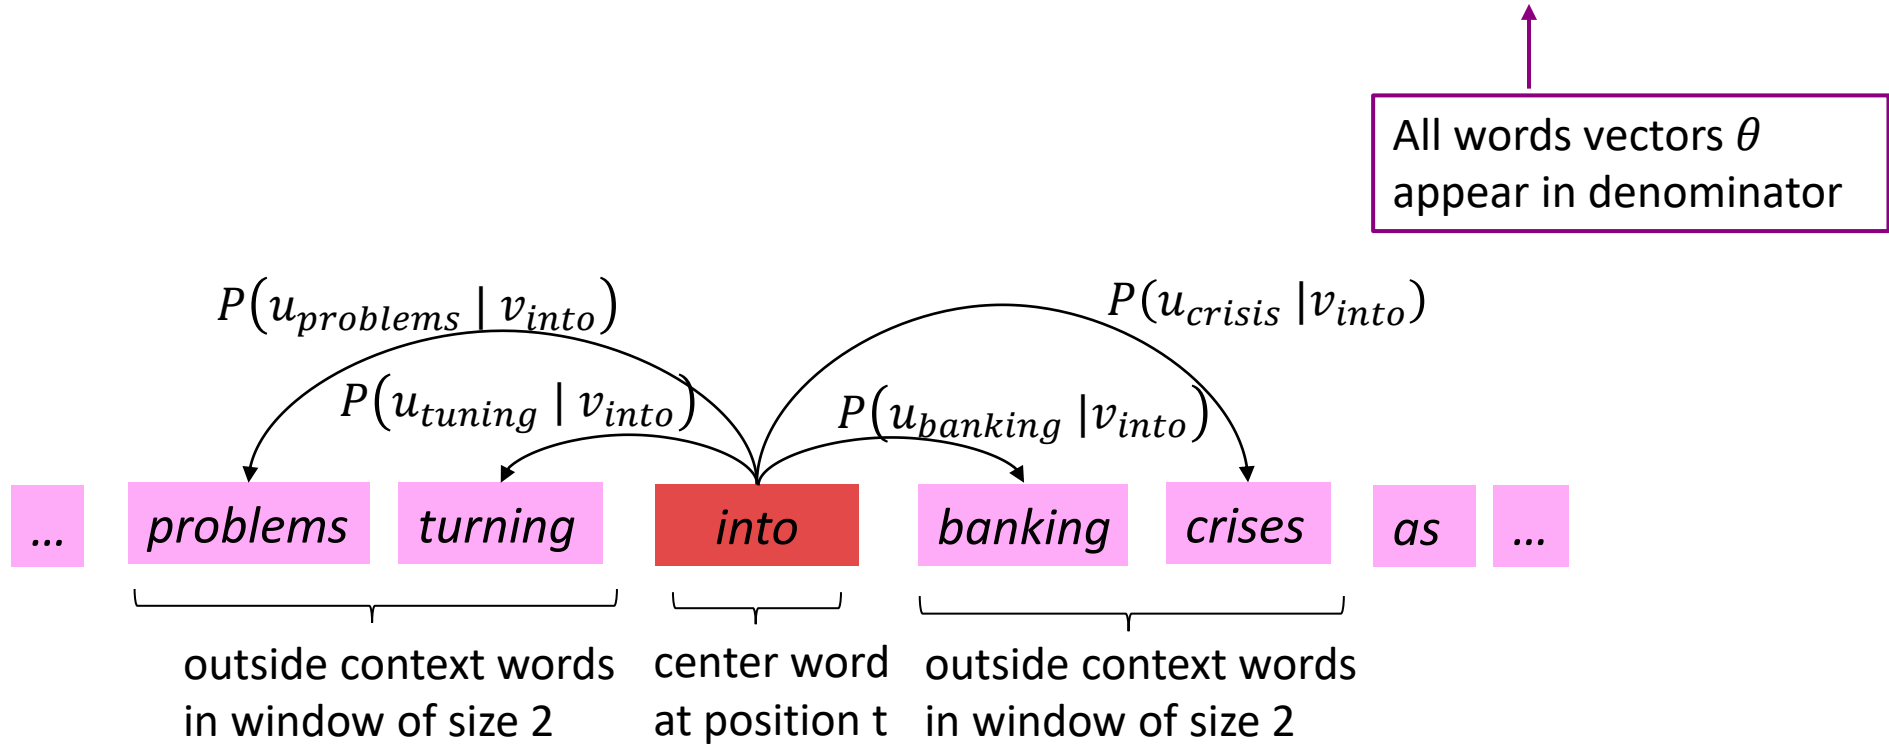 All words vectors θ
appear in denominator
P(u_problems | v_into)
P(u_crisis |v_into)
P(u_tuning | v_into)
P(u_banking |v_into)
... problems turning into banking crises as ...
outside context words
in window of size 2
center word
at position t
outside context words
in window of size 2